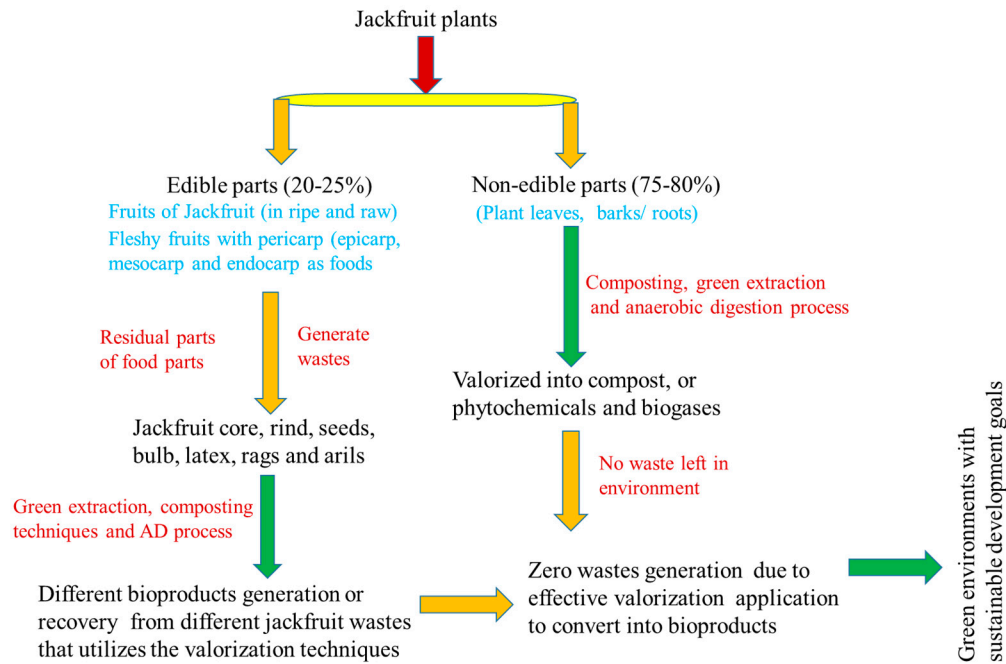 Jackfruit plants
Edible parts (20-25%)
Fruits of Jackfruit (in ripe and raw)
Fleshy fruits with pericarp (epicarp,
mesocarp and endocarp as foods
Non-edible parts (75-80%)
(Plant leaves, barks/ roots)
Residual parts
of food parts
Generate
wastes
Composting, green extraction
and anaerobic digestion process
Jackfruit core, rind, seeds,
bulb, latex, rags and arils
Valorized into compost, or
phytochemicals and biogases
Green extraction, composting
techniques and AD process
No waste left in
environment
Different bioproducts generation or
recovery from different jackfruit wastes
that utilizes the valorization techniques
Zero wastes generation due to
effective valorization application
to convert into bioproducts
Green environments with
sustainable development goals